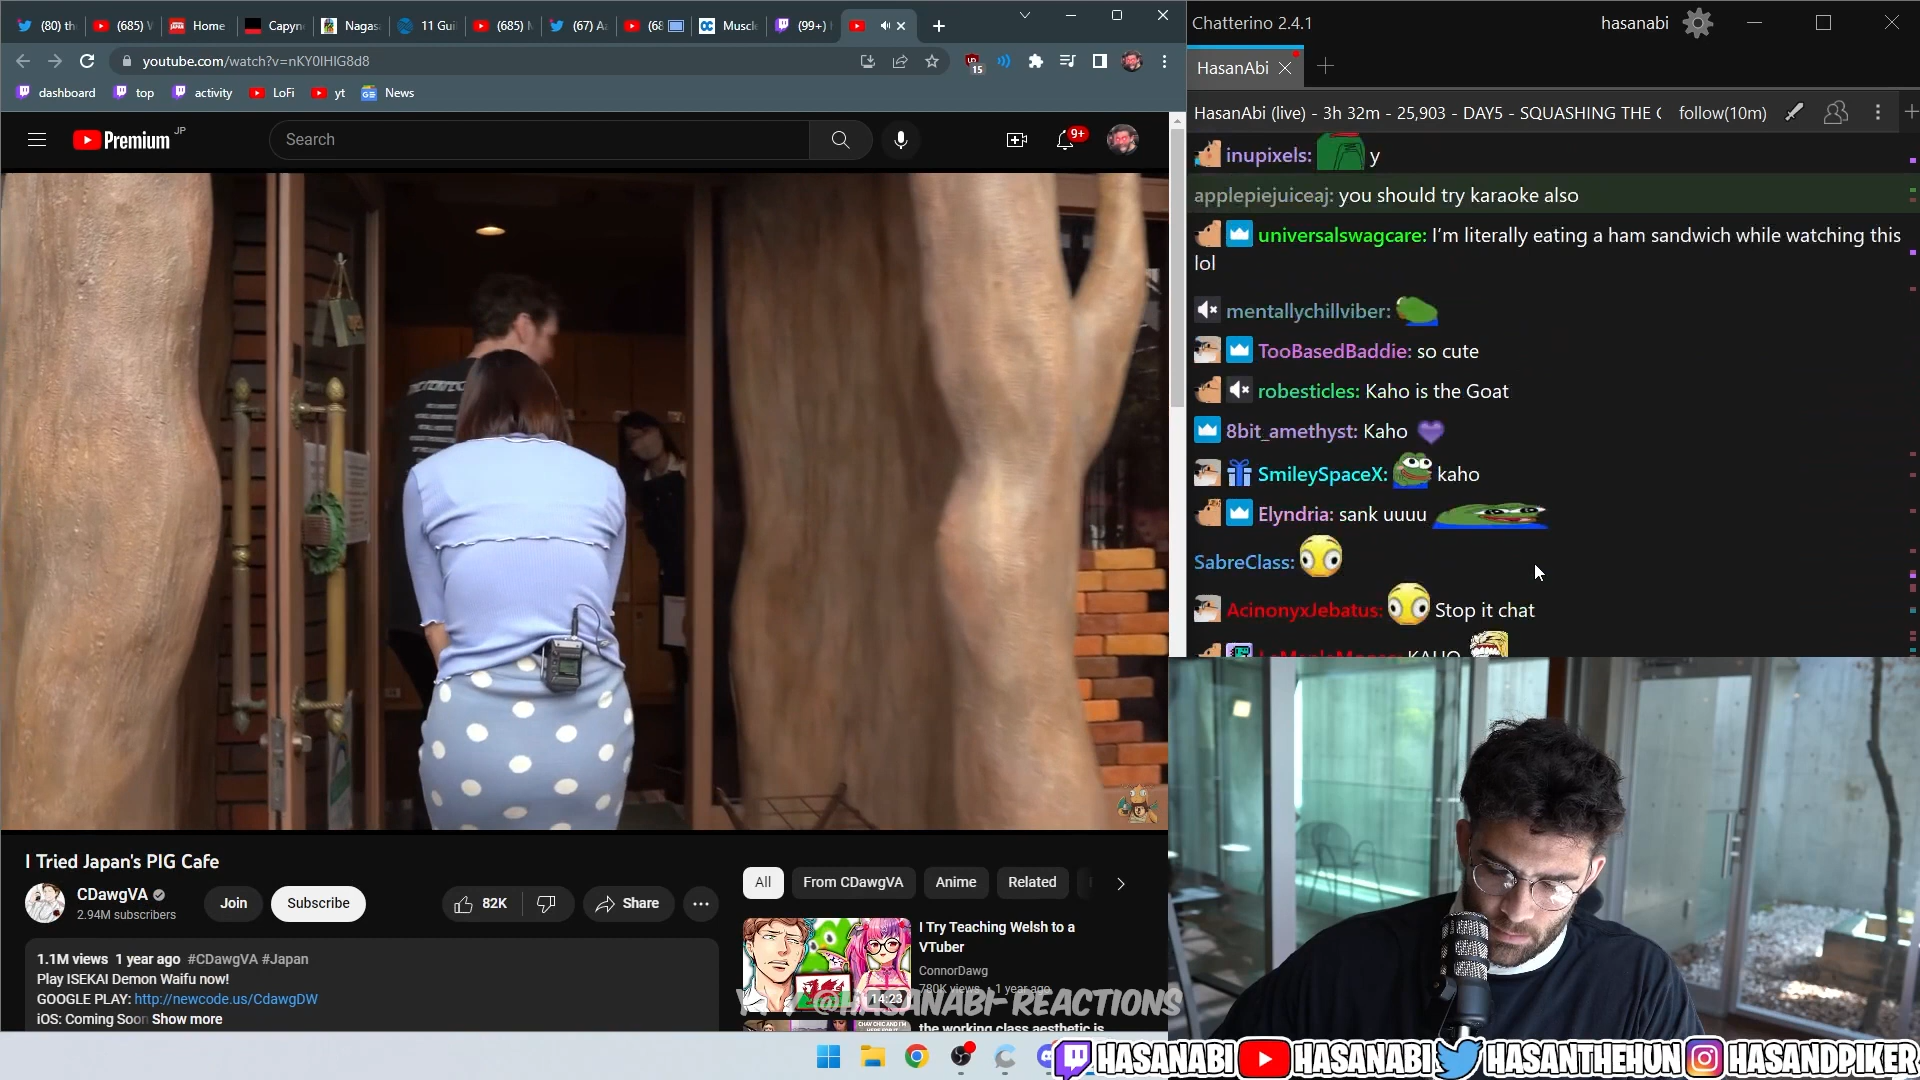 (80) th
(685) V
Home
Capyn
Nagas
11 Gui
(685) M
(67) A
(68
Muscle
(99+)
youtube.com/watch?v=nKY0lHIG8d8
15
dashboard
top
activity
LoFi
yt
News
Premium JP
Search
9+
I Tried Japan's PIG Cafe
CDawgVA
2.94M subscribers
Join
Subscribe
82K
Share
All
From CDawgVA
Anime
Related
1.1M views 1 year ago #CDawgVA #Japan
Play ISEKAI Demon Waifu now!
GOOGLE PLAY: http://newcode.us/CdawgDW
iOS: Coming Soon Show more
I Try Teaching Welsh to a
VTuber
ConnorDawg
780K views 1 year ago
14:23
@HASANABI-REACTIONS
the working class aesthetic is
Chatterino 2.4.1
hasanabi
HasanAbi
HasanAbi (live) - 3h 32m - 25,903 - DAY5 - SQUASHING THE
follow(10m)
inupixels: y
applepiejuiceaj: you should try karaoke also
universalswagcare: I'm literally eating a ham sandwich while watching this
lol
mentallychillviber:
TooBasedBaddie: so cute
robesticles: Kaho is the Goat
8bit_amethyst: Kaho
SmileySpaceX: kaho
Elyndria: sank uuuu
SabreClass:
AcinonyxJebatus: Stop it chat
KAHO
HASANABI
HASANABI
HASANTHEHUN
HASANDPIKER